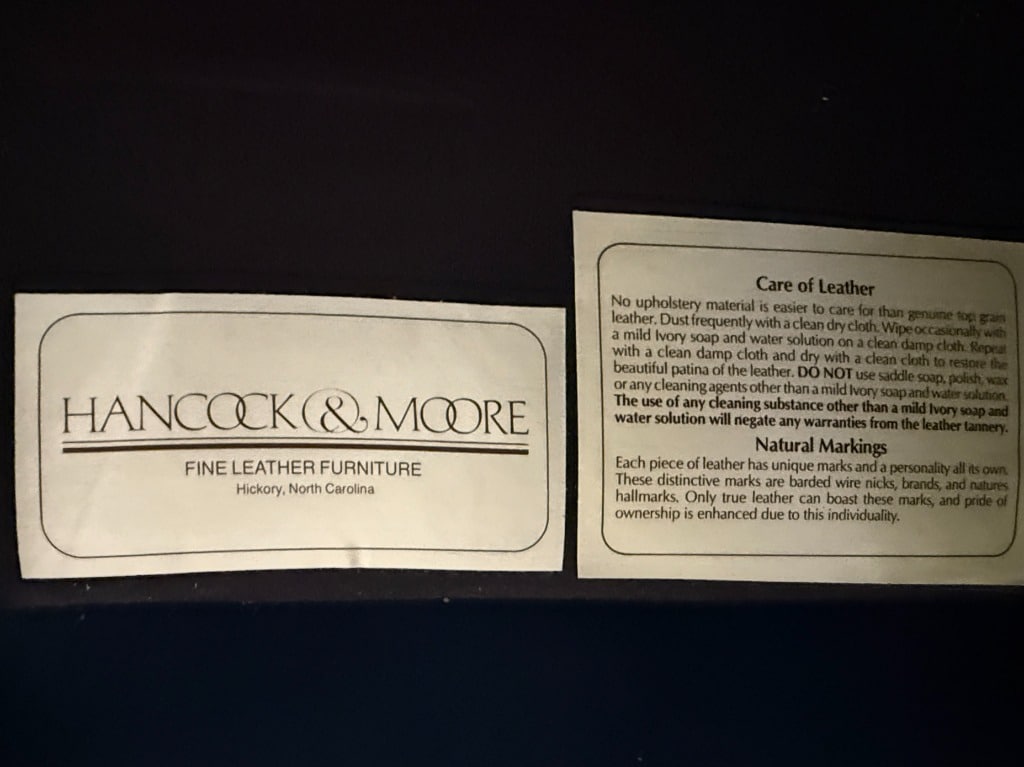 HANCOCK & MOORE
FINE LEATHER FURNITURE
Hickory, North Carolina
Care of Leather
No upholstery material is easier to care for than genuine top grain
leather. Dust frequently with a clean dry cloth. Wipe occasionally with
a mild Ivory soap and water solution on a clean damp cloth. Repeat
with a clean damp cloth and dry with a clean cloth to restore the
beautiful patina of the leather. DO NOT use saddle soap, polish, wax
or any cleaning agents other than a mild Ivory soap and water solution.
The use of any cleaning substance other than a mild Ivory soap and
water solution will negate any warranties from the leather tannery.
Natural Markings
Each piece of leather has unique marks and a personality all its own.
These distinctive marks are barded wire nicks, brands, and natures
hallmarks. Only true leather can boast these marks, and pride of
ownership is enhanced due to this individuality.